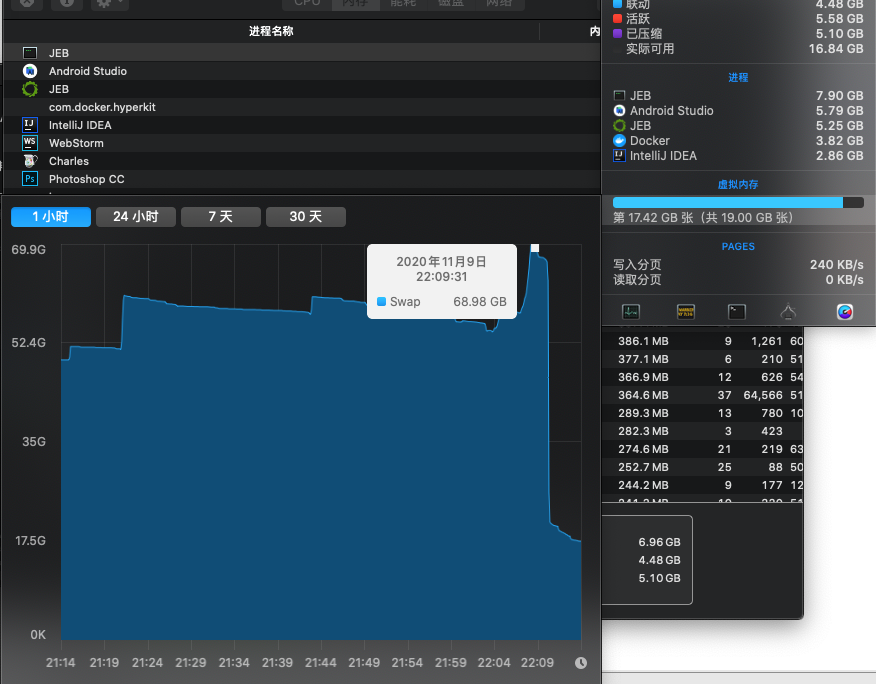 CPU 内存 能耗 磁盘 网络
进程名称
内
JEB
Android Studio
JEB
com.docker.hyperkit
IntelliJ IDEA
WebStorm
Charles
Photoshop CC
1 小时 24 小时 7 天 30 天
69.9G
52.4G
35G
17.5G
0K
2020年11月9日
22:09:31
Swap 68.98 GB
21:14 21:19 21:24 21:29 21:34 21:39 21:44 21:49 21:54 21:59 22:04 22:09
联动 4.48 GB
活跃 5.58 GB
已压缩 5.10 GB
实际可用 16.84 GB
进程
JEB 7.90 GB
Android Studio 5.79 GB
JEB 5.25 GB
Docker 3.82 GB
IntelliJ IDEA 2.86 GB
虚拟内存
第 17.42 GB 张（共 19.00 GB 张）
PAGES
写入分页 240 KB/s
读取分页 0 KB/s
386.1 MB 9 1,261 60
377.1 MB 6 210 51
366.9 MB 12 626 54
364.6 MB 37 64,566 51
289.3 MB 13 780 10
282.3 MB 3 423
274.6 MB 21 219 63
252.7 MB 25 88 50
244.2 MB 9 177 12
6.96 GB
4.48 GB
5.10 GB